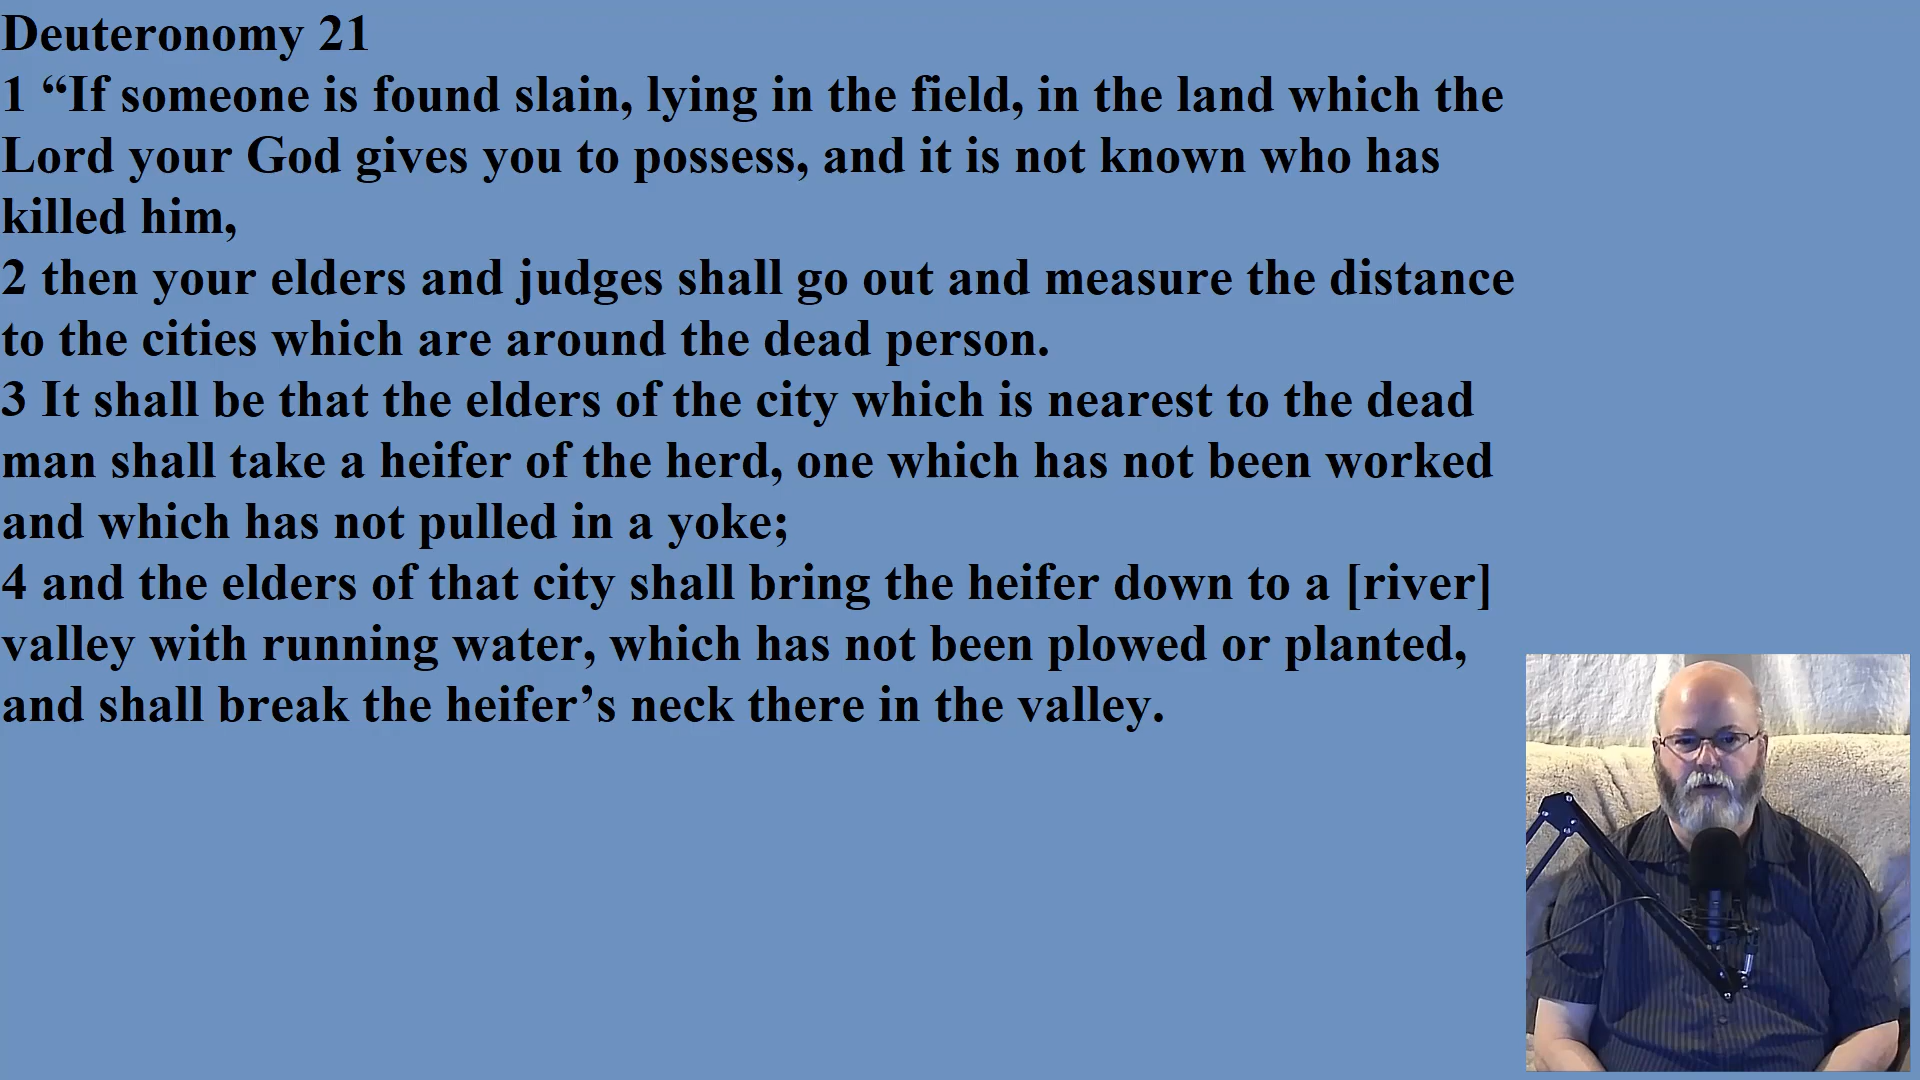 Deuteronomy 21
1 “If someone is found slain, lying in the field, in the land which the
Lord your God gives you to possess, and it is not known who has
killed him,
2 then your elders and judges shall go out and measure the distance
to the cities which are around the dead person.
3 It shall be that the elders of the city which is nearest to the dead
man shall take a heifer of the herd, one which has not been worked
and which has not pulled in a yoke;
4 and the elders of that city shall bring the heifer down to a [river]
valley with running water, which has not been plowed or planted,
and shall break the heifer’s neck there in the valley.